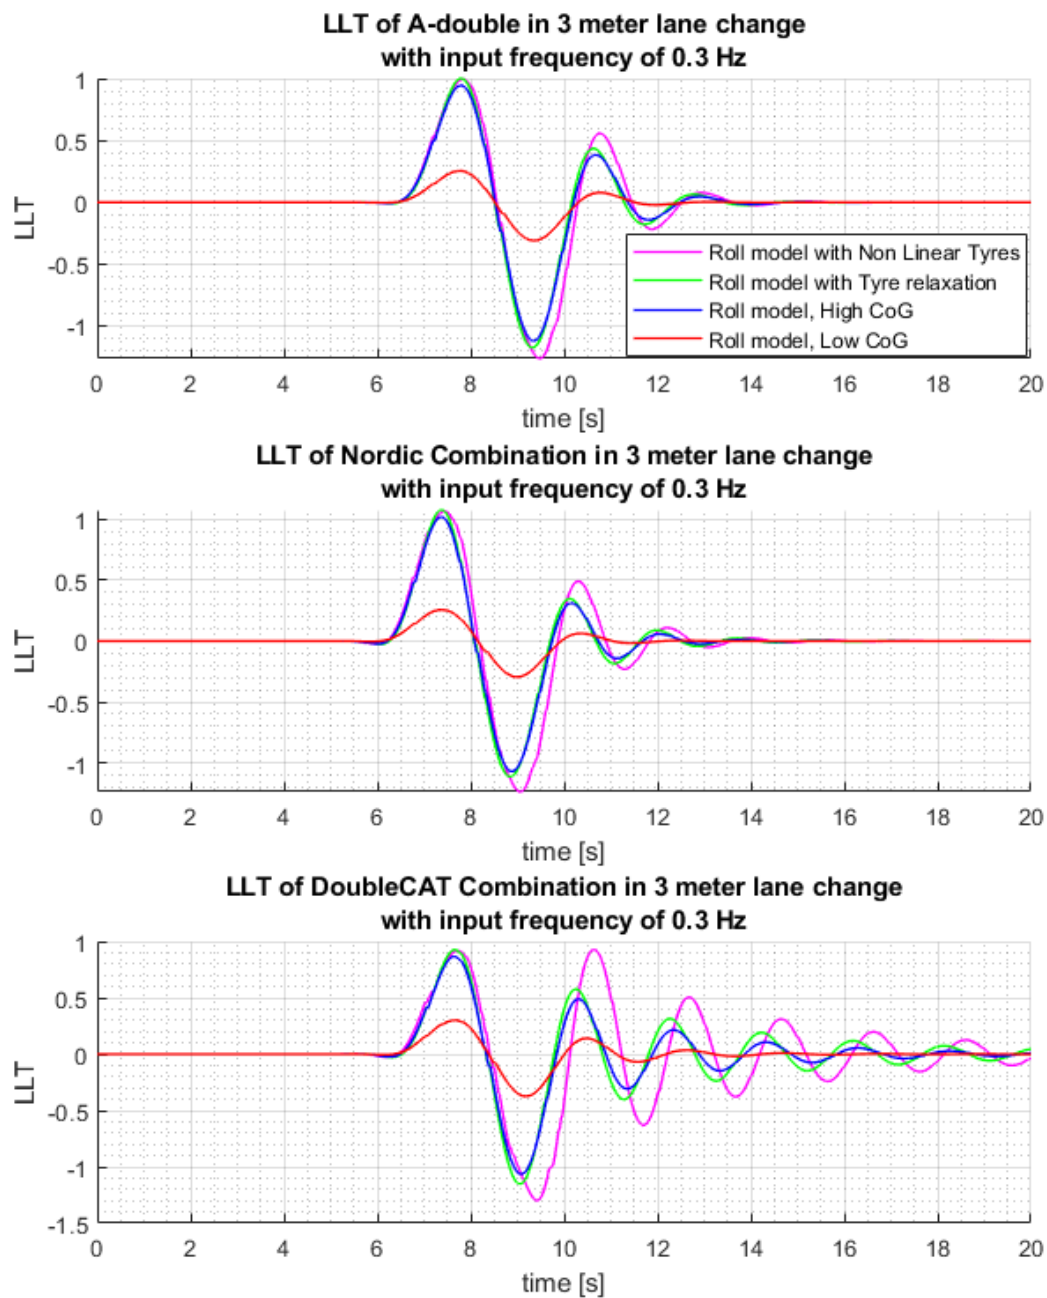 LLT of A-double in 3 meter lane change
with input frequency of 0.3 Hz
1
0.5
0
-0.5
-1
LLT
Roll model with Non Linear Tyres
Roll model with Tyre relaxation
Roll model, High CoG
Roll model, Low CoG
0 2 4 6 8 10 12 14 16 18 20
time [s]
LLT of Nordic Combination in 3 meter lane change
with input frequency of 0.3 Hz
1
0.5
0
-0.5
-1
LLT
0 2 4 6 8 10 12 14 16 18 20
time [s]
LLT of DoubleCAT Combination in 3 meter lane change
with input frequency of 0.3 Hz
1
0.5
0
-0.5
-1
-1.5
LLT
0 2 4 6 8 10 12 14 16 18 20
time [s]